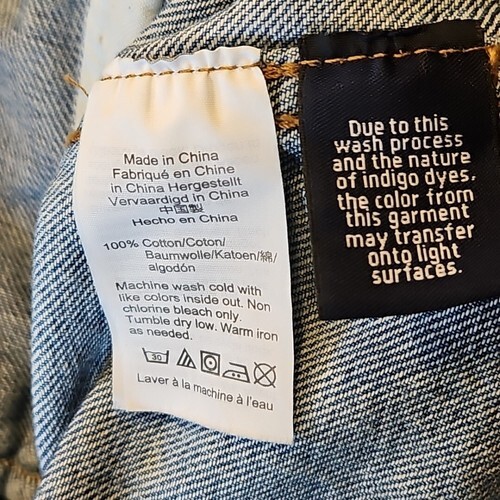 Made in China
Fabriqué en Chine
in China Hergestellt
Vervaardigd in China
中国製
Hecho en China
100% Cotton/Coton/
Baumwolle/Katoen/綿/
algodón
Machine wash cold with
like colors inside out. Non
chlorine bleach only.
Tumble dry low. Warm iron
as needed.
30
Laver à la machine à l'eau
Due to this
wash process
and the nature
of indigo dyes,
the color from
this garment
may transfer
onto light
surfaces.